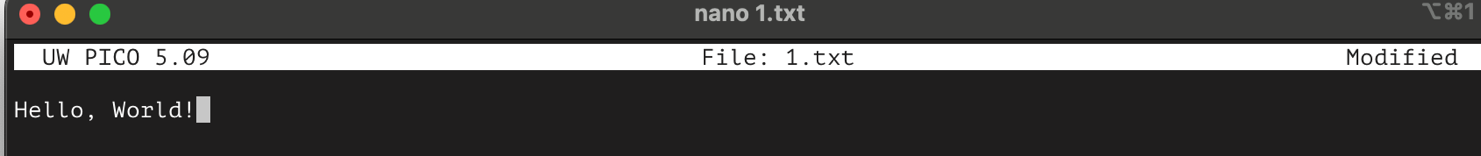 nano 1.txt ⌥⌘1
UW PICO 5.09 File: 1.txt Modified
Hello, World!